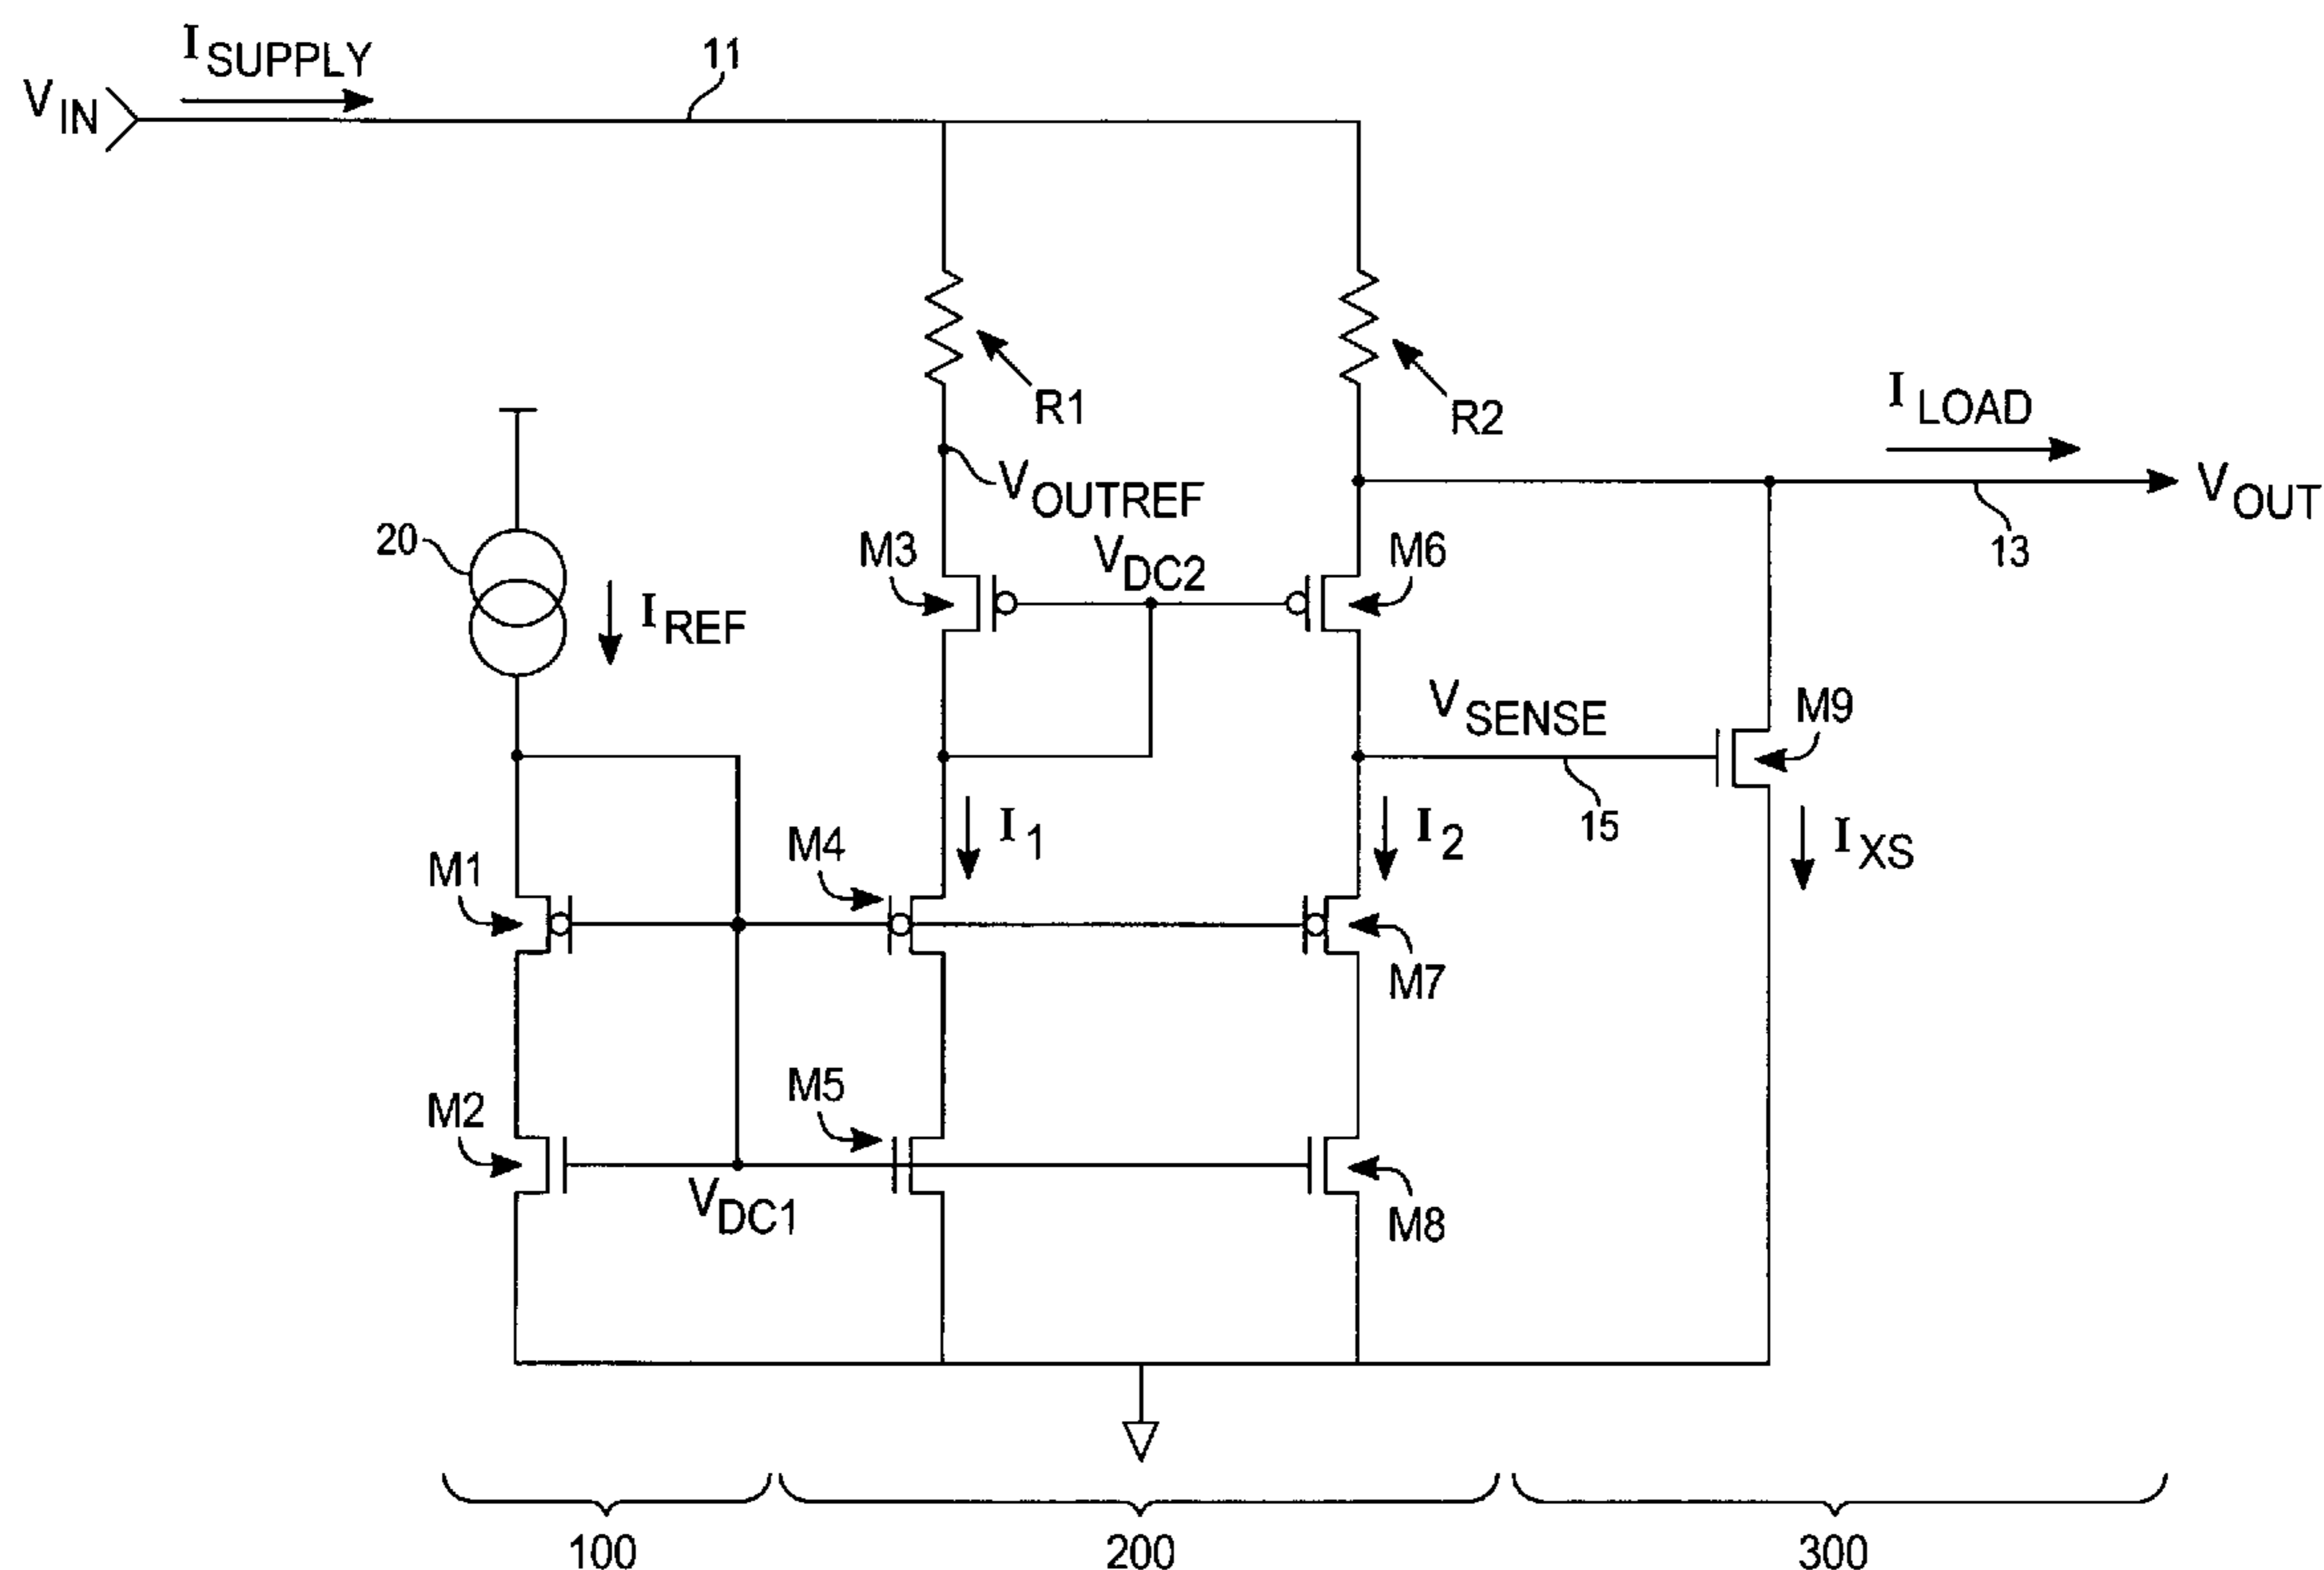 I SUPPLY
11
V IN
R1
R2
I LOAD
V OUTREF
V OUT
20
M3
V DC2
M6
13
I REF
V SENSE
M9
M4
I 1
I 2
15
I XS
M1
M7
M5
M2
V DC1
M8
100
200
300